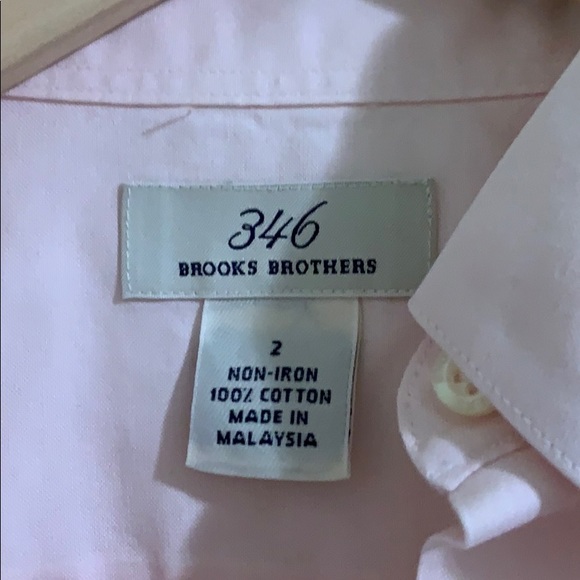 346
BROOKS BROTHERS
2
NON-IRON
100% COTTON
MADE IN
MALAYSIA